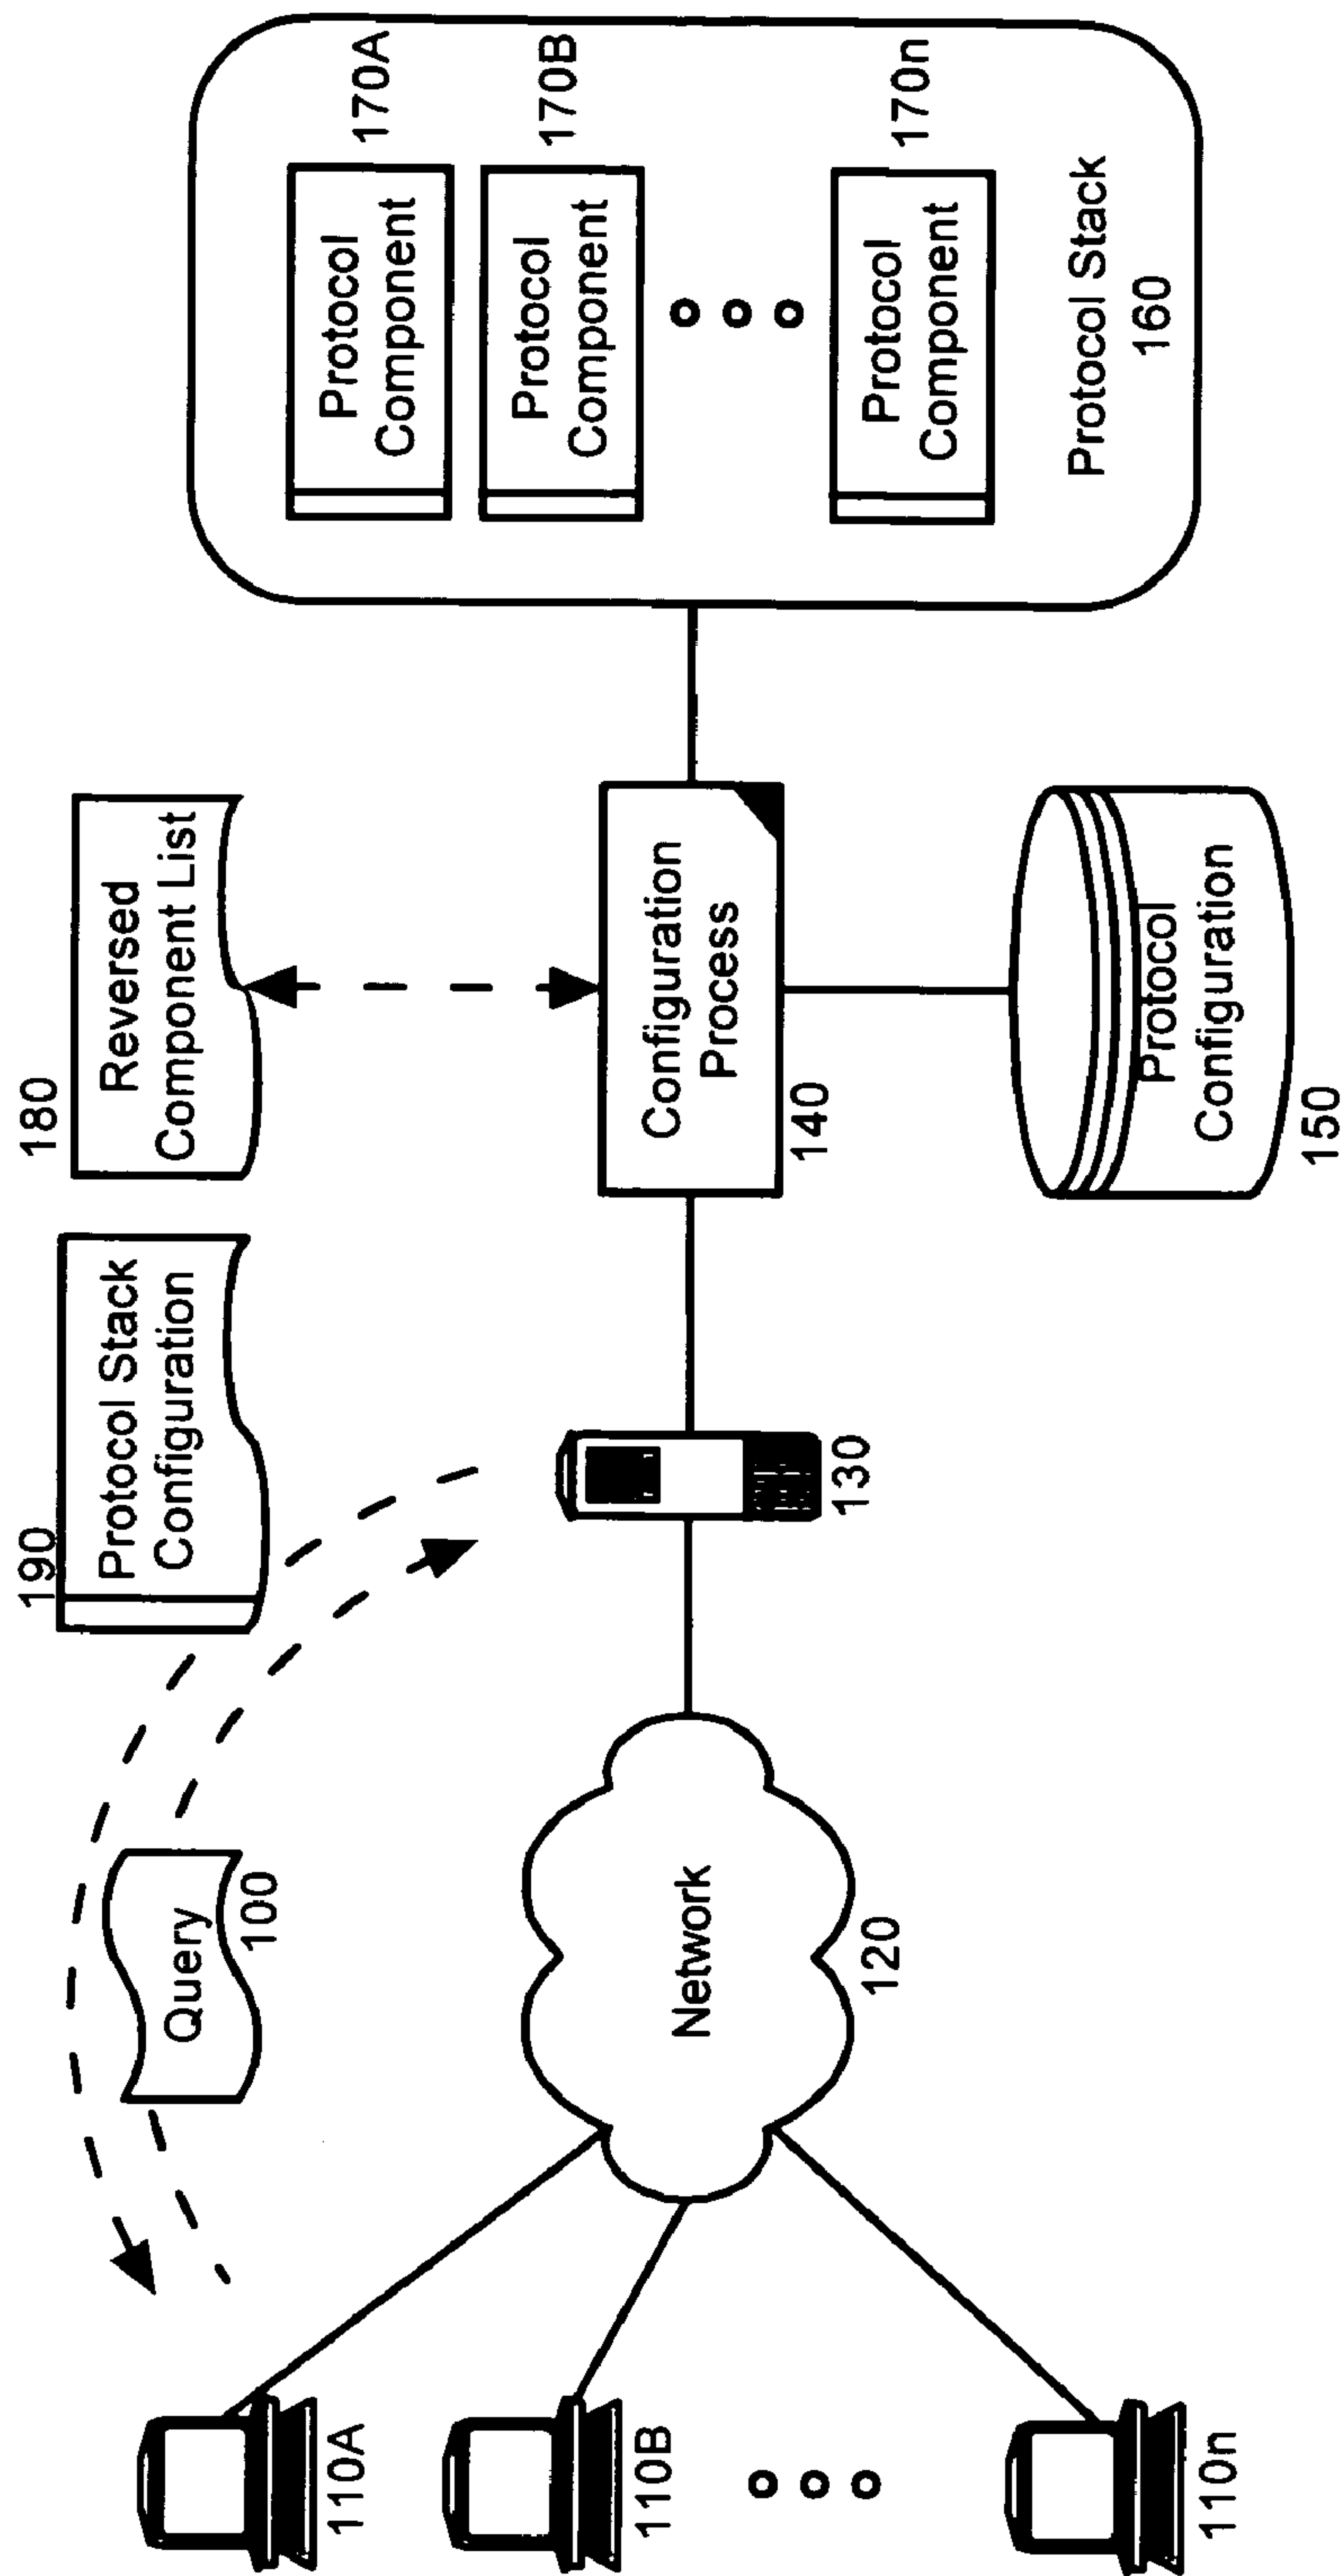 190
Protocol Stack
Configuration
180
Reversed
Component List
Query
100
110A
110B
110n
Network
120
130
Configuration
Process
140
Protocol
Configuration
150
Protocol
Component
170A
Protocol
Component
170B
Protocol
Component
170n
Protocol Stack
160